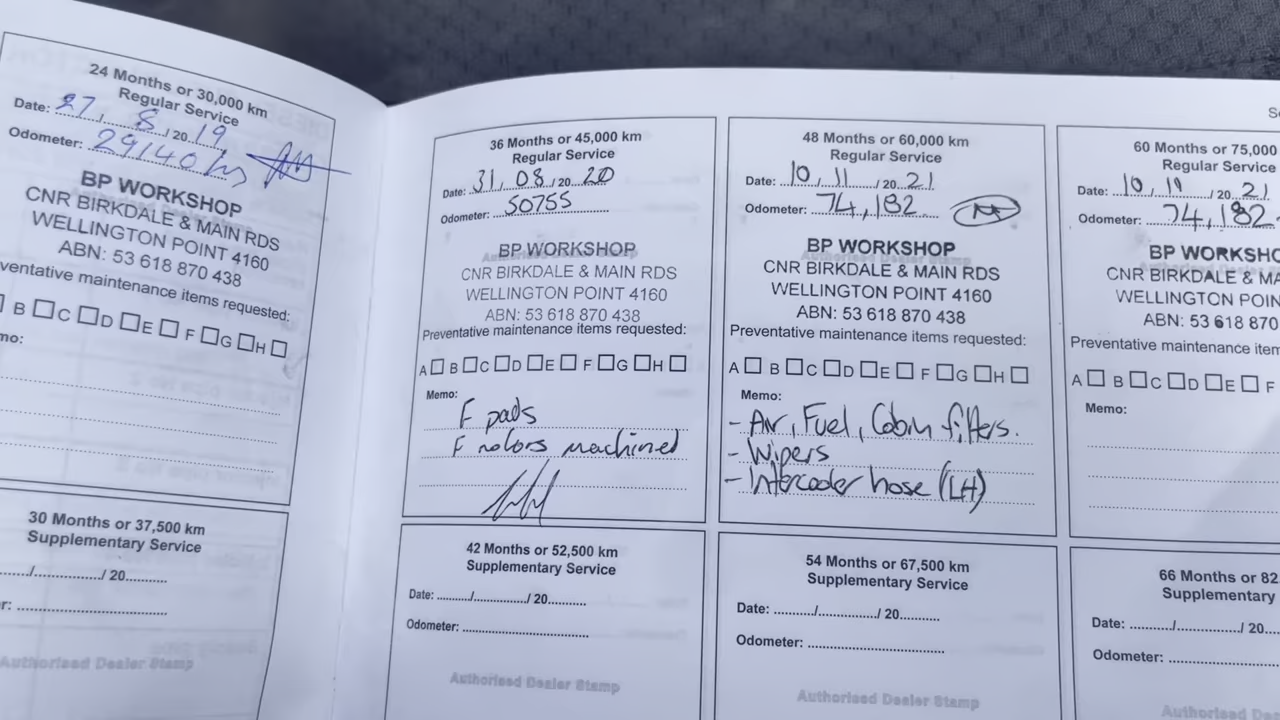 24 Months or 30,000 km
Regular Service
Date: 27 / 8 / 20 19
Odometer: 29140
BP WORKSHOP
CNR BIRKDALE & MAIN RDS
WELLINGTON POINT 4160
ABN: 53 618 870 438
ventative maintenance items requested:
B C D E F G H
mo:
30 Months or 37,500 km
Supplementary Service
/ / 20
r:
Authorised Dealer Stamp
36 Months or 45,000 km
Regular Service
Date: 31 / 08 / 20 20
Odometer: 50755
BP WORKSHOP
CNR BIRKDALE & MAIN RDS
WELLINGTON POINT 4160
ABN: 53 618 870 438
Preventative maintenance items requested:
A B C D E F G H
Memo:
F pads
F rotors machined
42 Months or 52,500 km
Supplementary Service
Date: / / 20
Odometer:
Authorised Dealer Stamp
48 Months or 60,000 km
Regular Service
Date: 10 / 11 / 20 21
Odometer: 74,182
BP WORKSHOP
CNR BIRKDALE & MAIN RDS
WELLINGTON POINT 4160
ABN: 53 618 870 438
Preventative maintenance items requested:
A B C D E F G H
Memo:
- Air, Fuel, Cabin filters.
- Wipers
- Intercooler hose (LH)
54 Months or 67,500 km
Supplementary Service
Date: / / 20
Odometer:
Authorised Dealer Stamp
60 Months or 75,000
Regular Service
Date: 10 / 11 / 20 21
Odometer: 74,182
BP WORKSHO
CNR BIRKDALE & MA
WELLINGTON POIN
ABN: 53 618 870
Preventative maintenance item
A B C D E F
Memo:
66 Months or 82
Supplementary
Date: / / 20
Odometer:
Authorised De